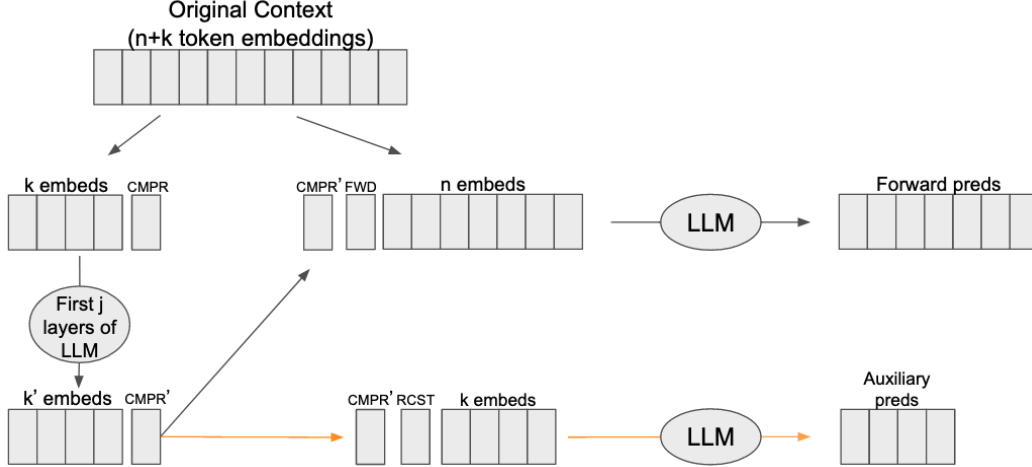 Original Context
(n+k token embeddings)
k embeds
CMPR
CMPR'
FWD
n embeds
LLM
Forward preds
First j
layers of
LLM
k' embeds
CMPR'
CMPR'
RCST
k embeds
LLM
Auxiliary
preds